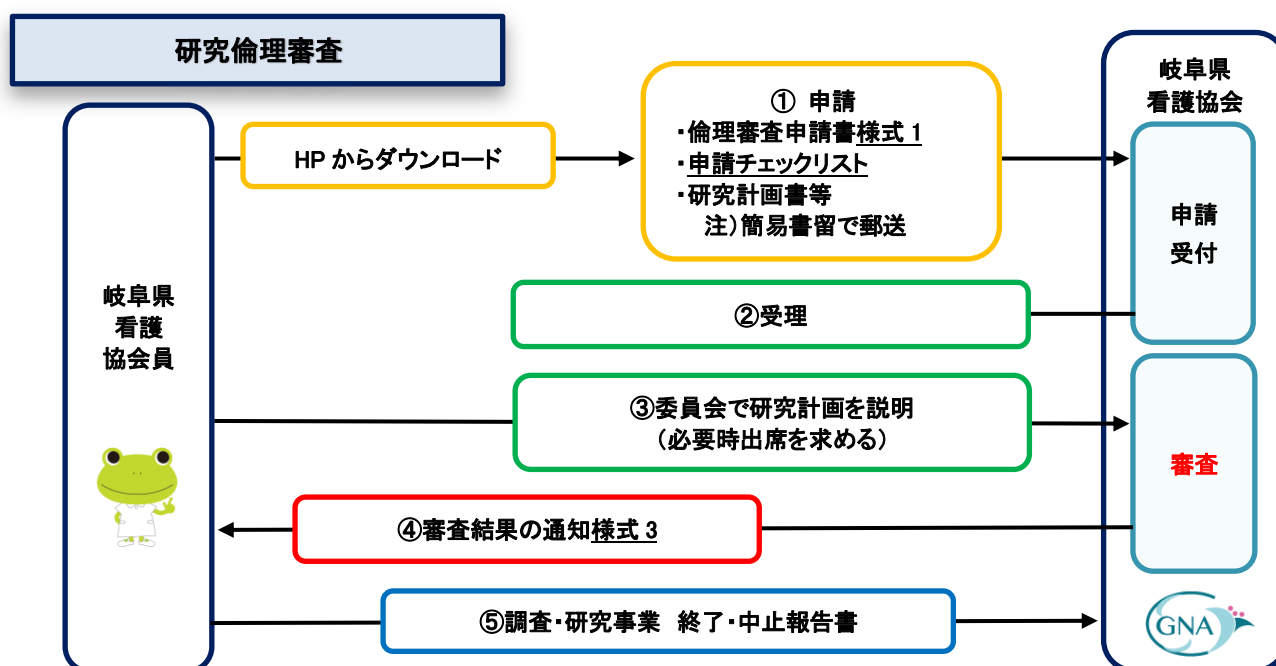 研究倫理審査
岐阜県
看護協会
① 申請
・倫理審査申請書様式 1
・申請チェックリスト
・研究計画書等
注）簡易書留で郵送
HP からダウンロード
申請
受付
岐阜県
看護
協会員
②受理
③委員会で研究計画を説明
（必要時出席を求める）
審査
④審査結果の通知様式 3
⑤調査・研究事業 終了・中止報告書
GNA